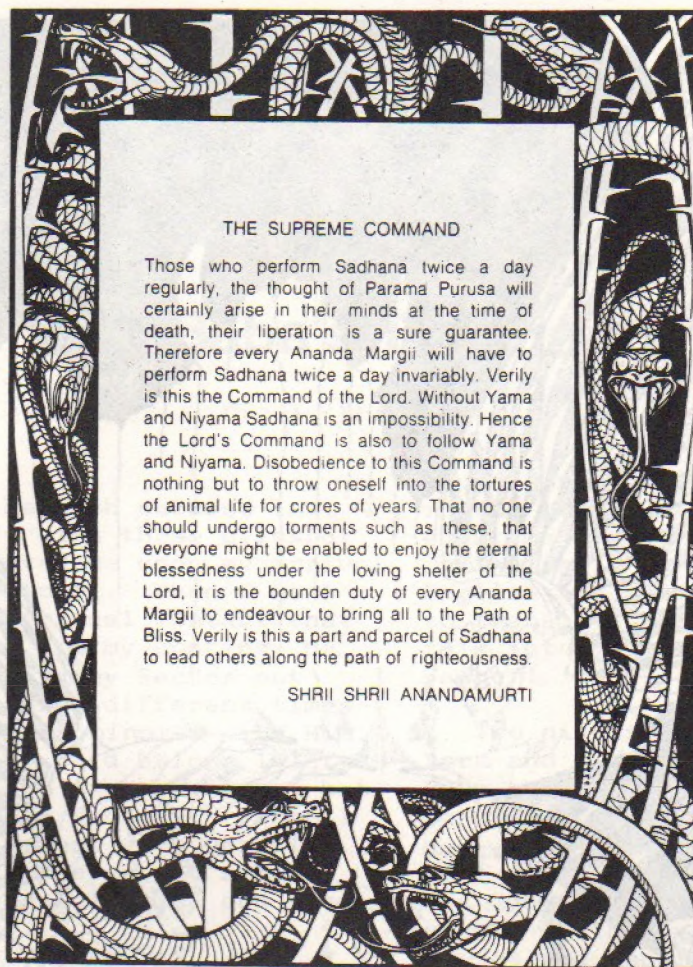 THE SUPREME COMMAND
Those who perform Sadhana twice a day
regularly, the thought of Parama Purusa will
certainly arise in their minds at the time of
death, their liberation is a sure guarantee.
Therefore every Ananda Margii will have to
perform Sadhana twice a day invariably. Verily
is this the Command of the Lord. Without Yama
and Niyama Sadhana is an impossibility. Hence
the Lord's Command is also to follow Yama
and Niyama. Disobedience to this Command is
nothing but to throw oneself into the tortures
of animal life for crores of years. That no one
should undergo torments such as these, that
everyone might be enabled to enjoy the eternal
blessedness under the loving shelter of the
Lord, it is the bounden duty of every Ananda
Margii to endeavour to bring all to the Path of
Bliss. Verily is this a part and parcel of Sadhana
to lead others along the path of righteousness.
SHRII SHRII ANANDAMURTI